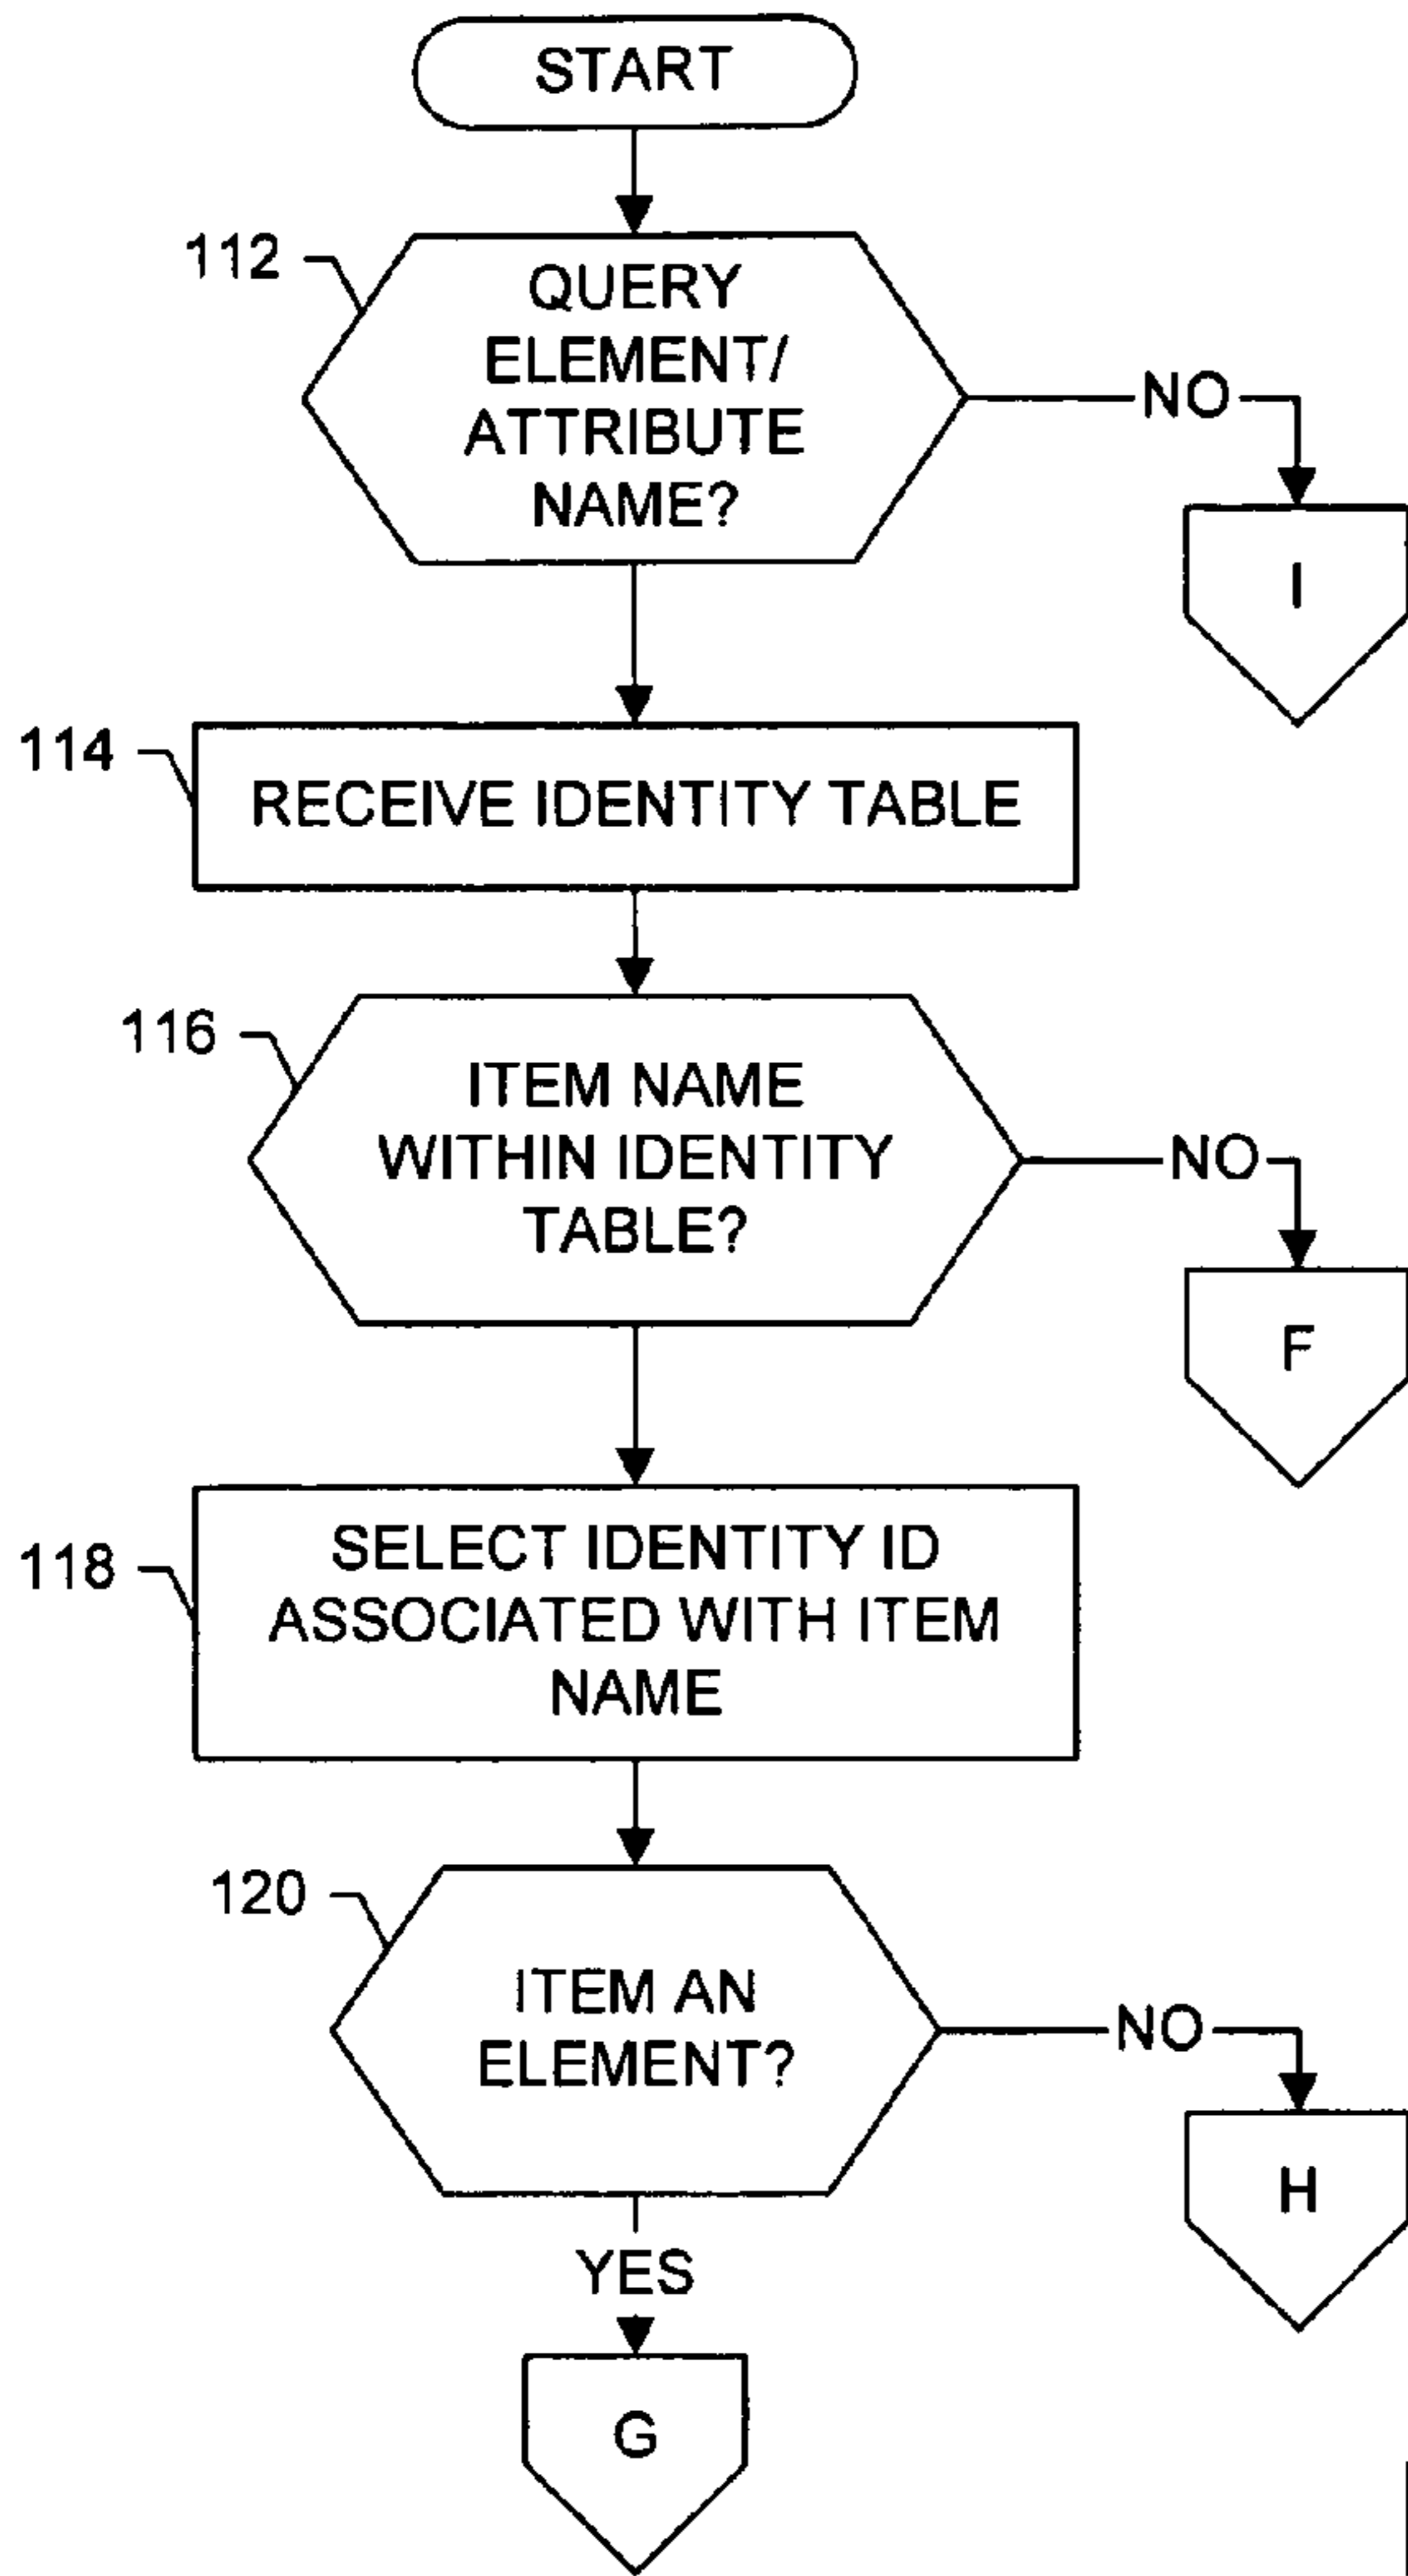 START
112
QUERY
ELEMENT/
ATTRIBUTE
NAME?
NO
I
114
RECEIVE IDENTITY TABLE
116
ITEM NAME
WITHIN IDENTITY
TABLE?
NO
F
118
SELECT IDENTITY ID
ASSOCIATED WITH ITEM
NAME
120
ITEM AN
ELEMENT?
NO
H
YES
G